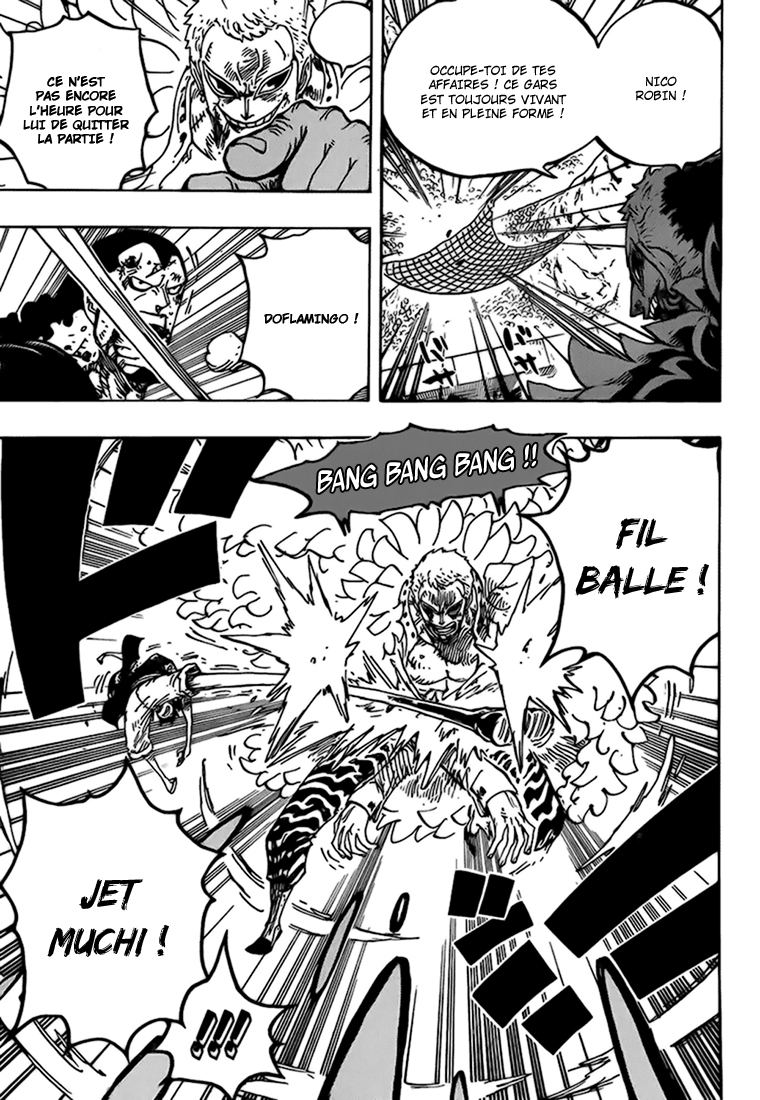 NICO
ROBIN !
OCCUPE-TOI DE TES
AFFAIRES ! CE GARS
EST TOUJOURS VIVANT
ET EN PLEINE FORME !
CE N'EST
PAS ENCORE
L'HEURE POUR
LUI DE QUITTER
LA PARTIE !
DOFLAMINGO !
BANG BANG BANG !!
FIL
BALLE !
JET
MUCHI !
!!!